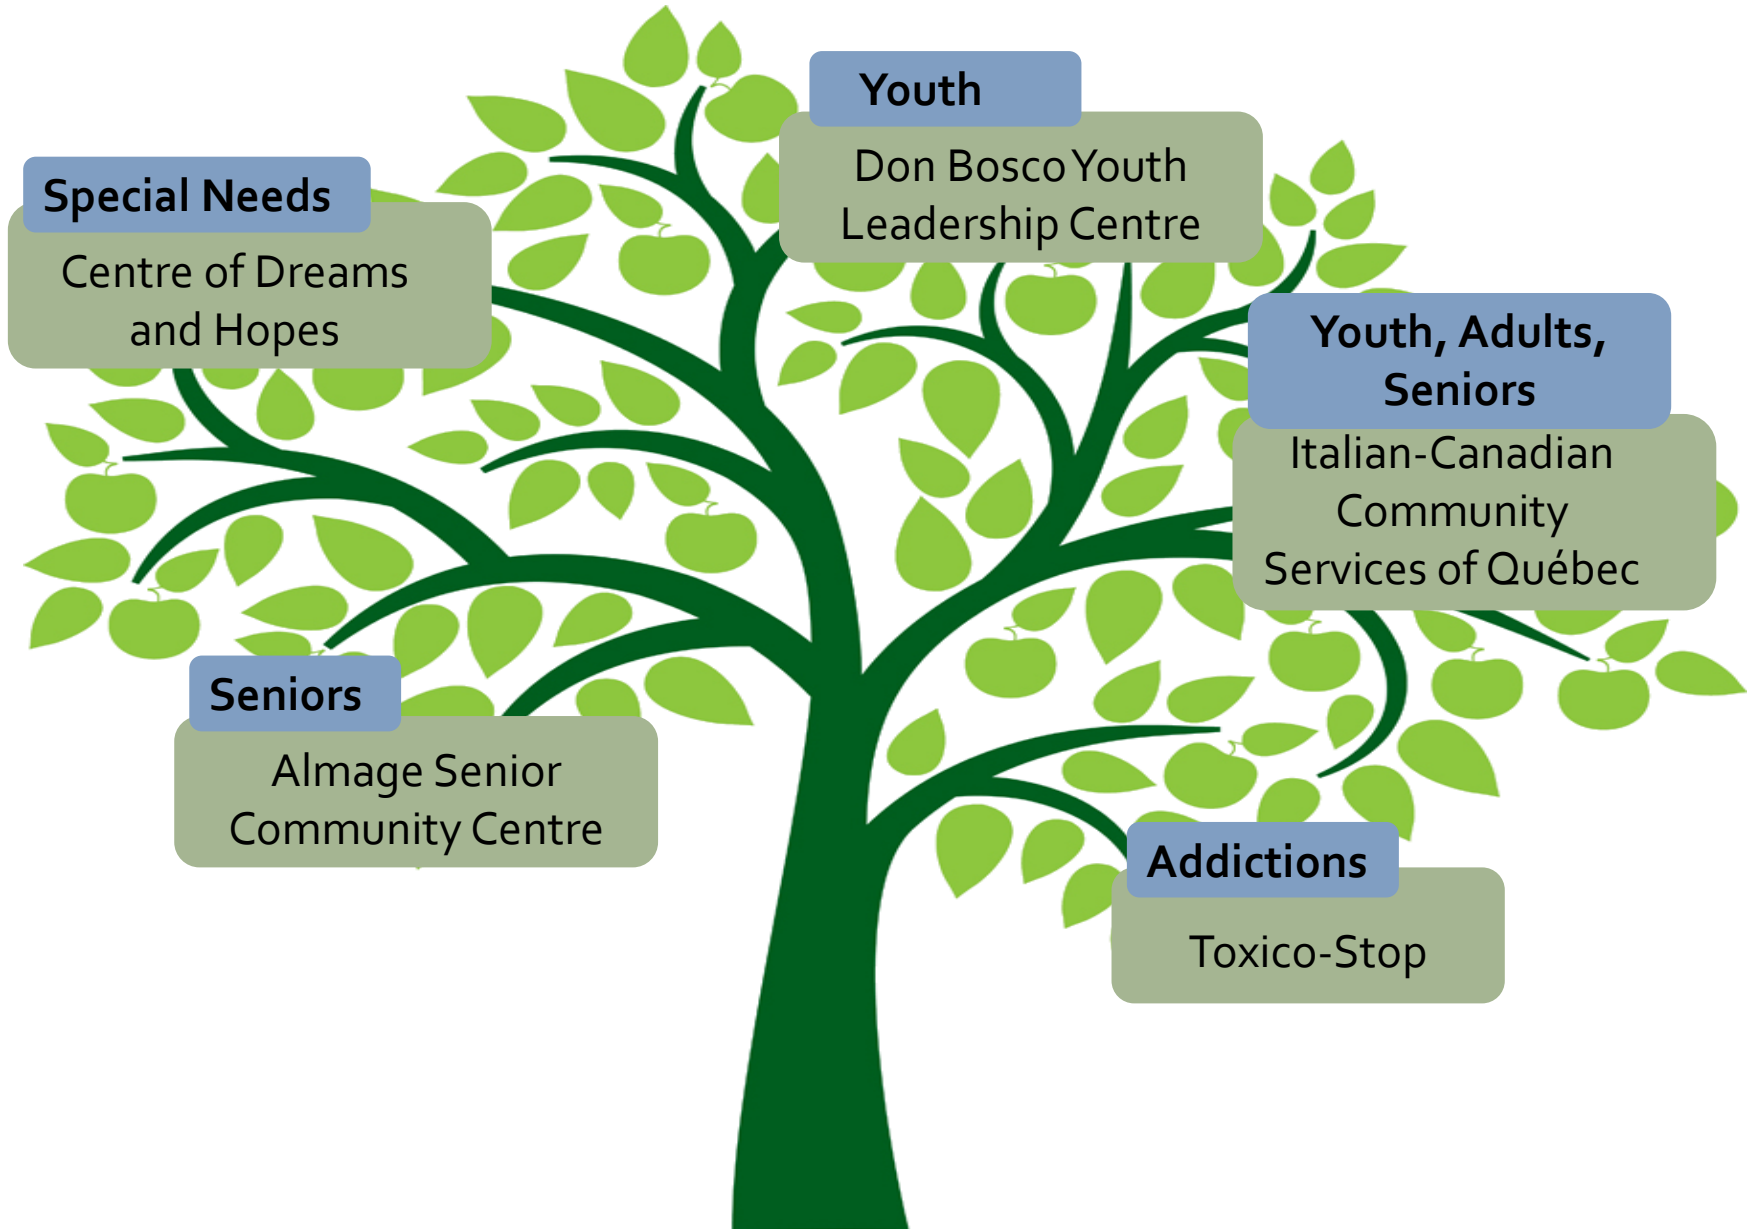 Youth
Don Bosco Youth
Leadership Centre
Special Needs
Centre of Dreams
and Hopes
Youth, Adults,
Seniors
Italian-Canadian
Community
Services of Québec
Seniors
Almage Senior
Community Centre
Addictions
Toxico-Stop